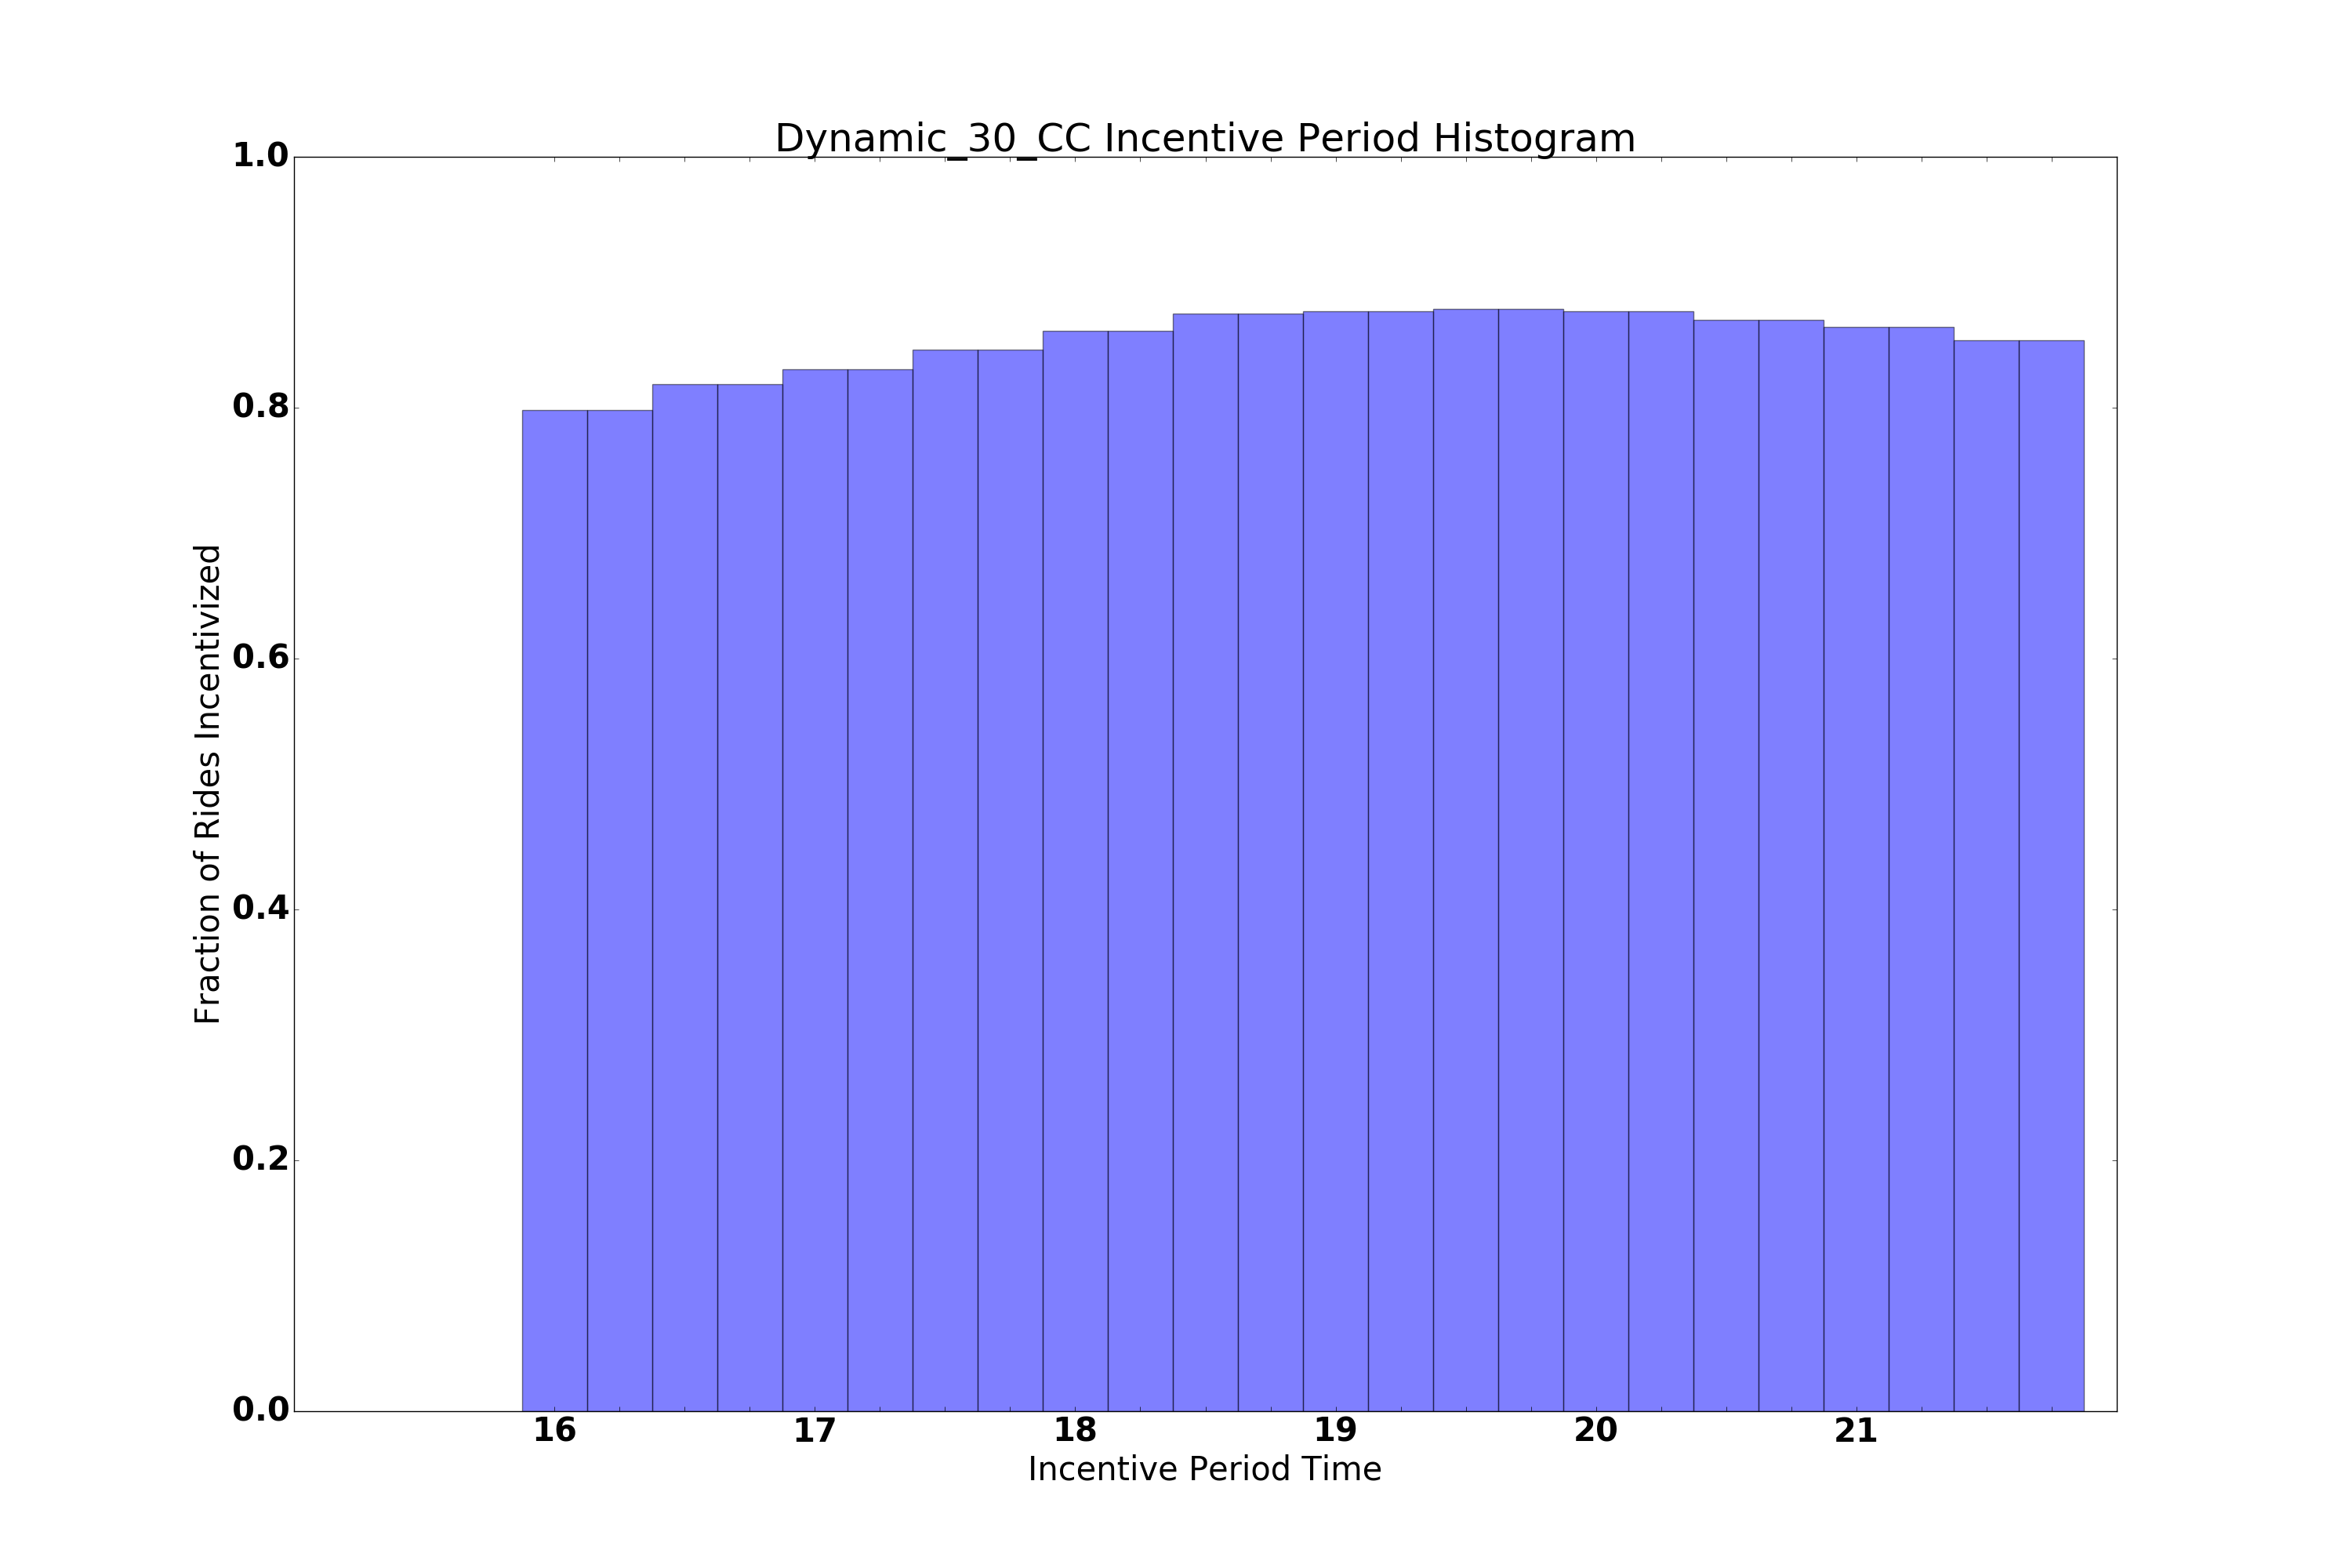 Dynamic_30_CC Incentive Period Histogram
1.0
0.8
0.6
0.4
0.2
0.0
Fraction of Rides Incentivized
16 17 18 19 20 21
Incentive Period Time